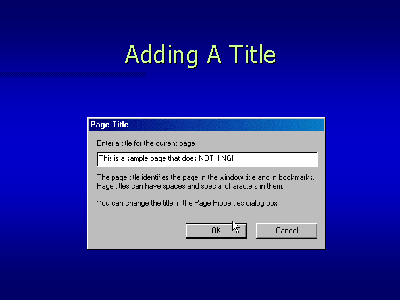 Adding A Title
Page Title
Enter a title for the current page:
This is a sample page that does NOTHING!
The page title identifies the page in the window title and in bookmarks.
Page titles can have spaces and special characters in them.
You can change the title in the Page Properties dialog box.
OK
Cancel